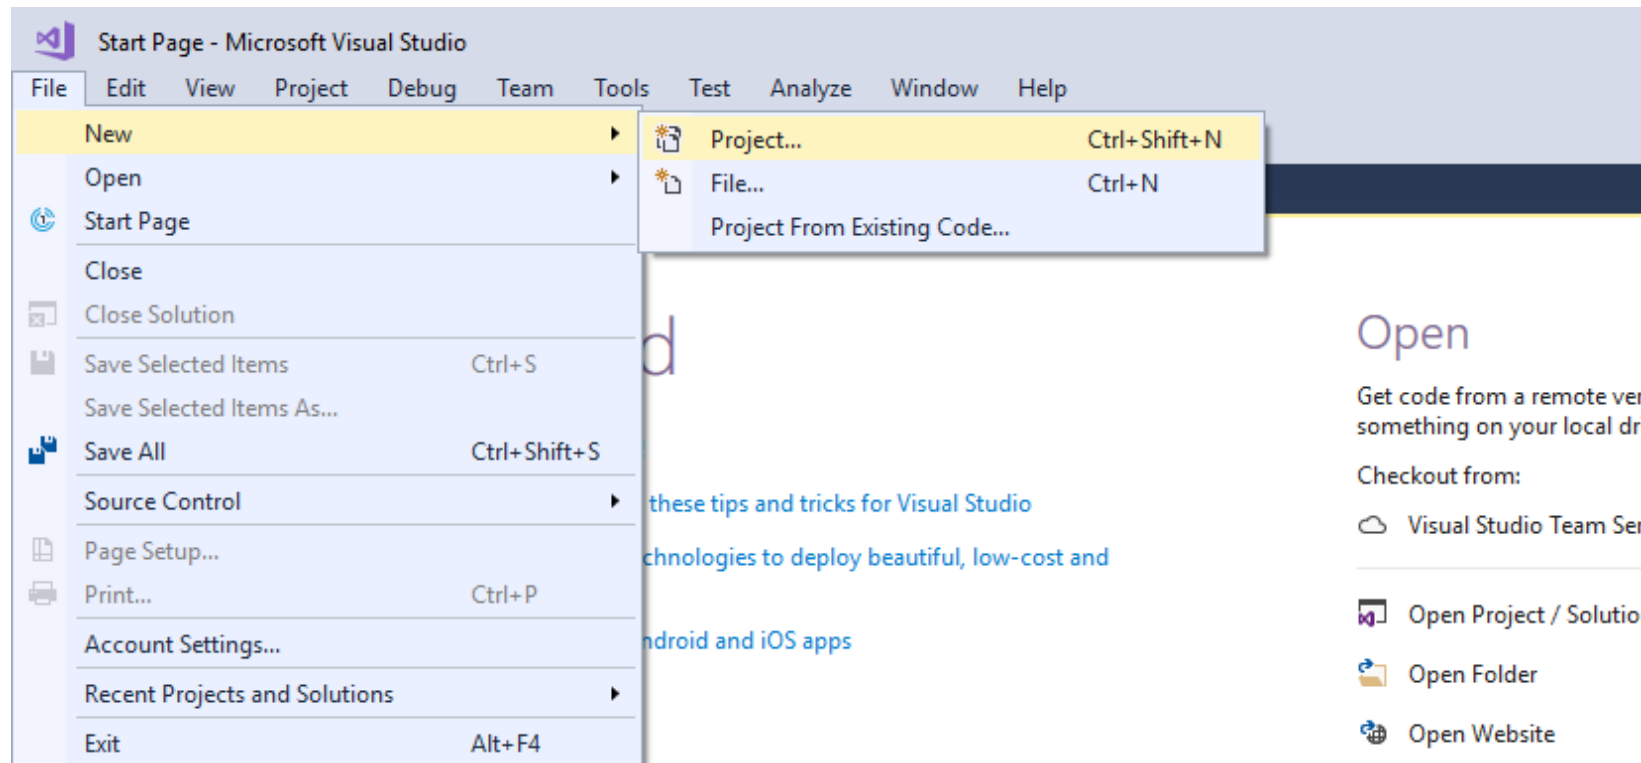 Start Page - Microsoft Visual Studio
File Edit View Project Debug Team Tools Test Analyze Window Help
New
Open
Start Page
Close
Close Solution
Save Selected Items Ctrl+S
Save Selected Items As...
Save All Ctrl+Shift+S
Source Control
Page Setup...
Print... Ctrl+P
Account Settings...
Recent Projects and Solutions
Exit Alt+F4
Project... Ctrl+Shift+N
File... Ctrl+N
Project From Existing Code...
d
these tips and tricks for Visual Studio
chnologies to deploy beautiful, low-cost and
ndroid and iOS apps
Open
Get code from a remote ver
something on your local dr
Checkout from:
Visual Studio Team Ser
Open Project / Solutio
Open Folder
Open Website